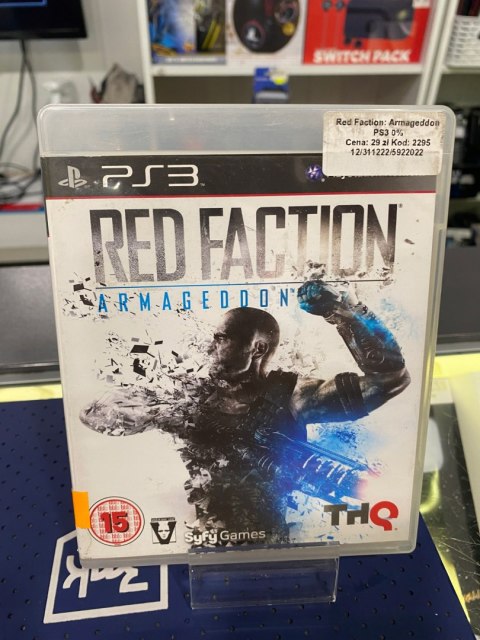 SWITCH PACK
Red Faction: Armageddon
PS3 0%
Cena: 29 zł Kod: 2295
12/311222/5922022
PS3
RED FACTION
ARMAGEDDON
15
V
Syfy Games
THQ